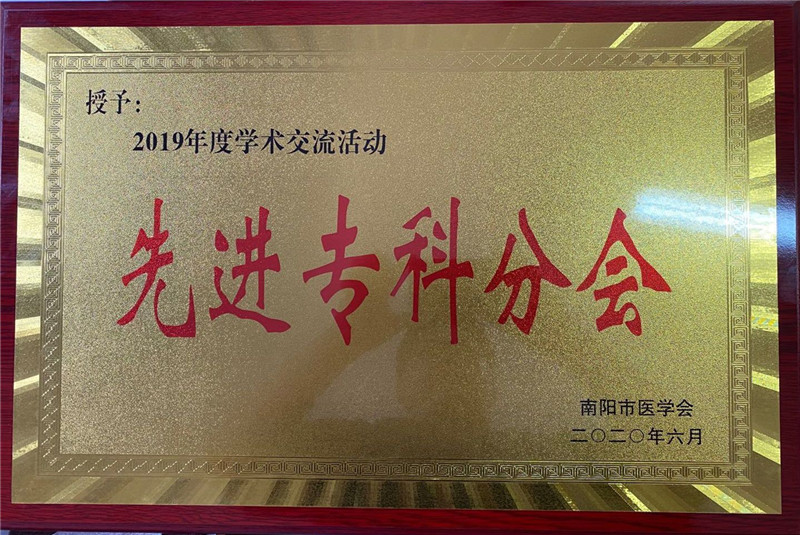 授予：
2019年度学术交流活动
先进专科分会
南阳市医学会
二〇二〇年六月